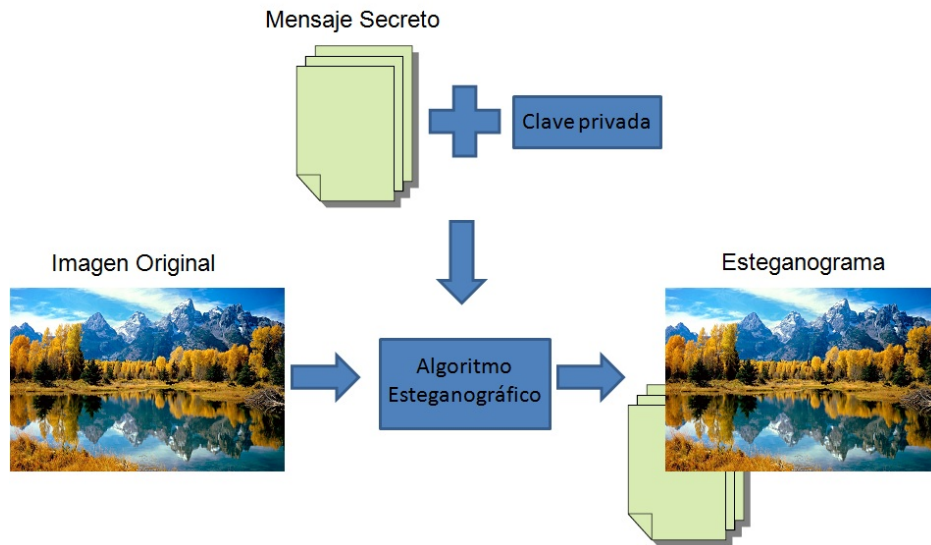 Mensaje Secreto
Clave privada
Imagen Original
Esteganograma
Algoritmo
Esteganográfico